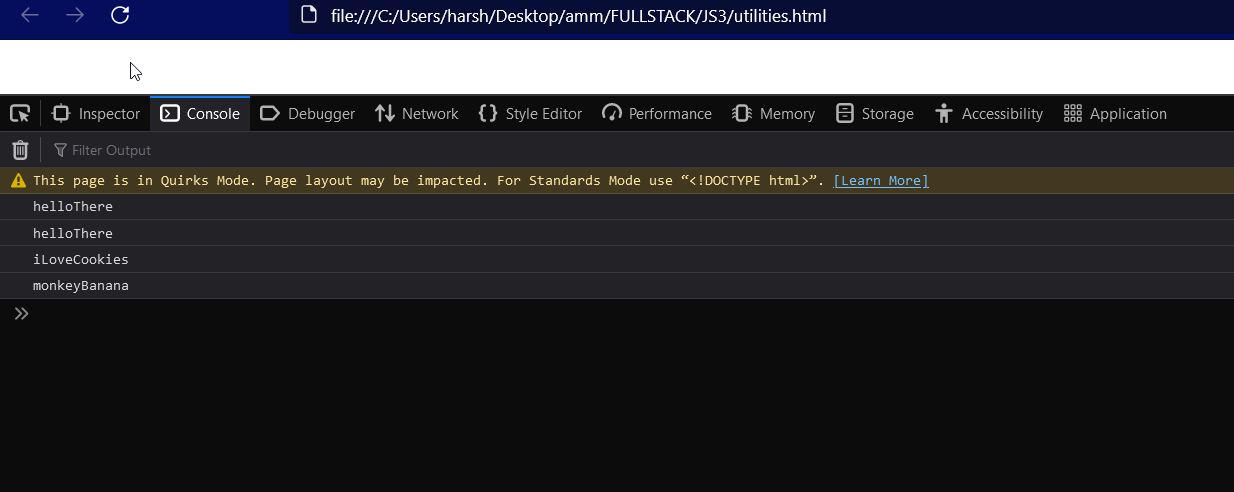 file:///C:/Users/harsh/Desktop/amm/FULLSTACK/JS3/utilities.html
Inspector Console Debugger Network Style Editor Performance Memory Storage Accessibility Application
Filter Output
This page is in Quirks Mode. Page layout may be impacted. For Standards Mode use “<!DOCTYPE html>”. [Learn More]
helloThere
helloThere
iLoveCookies
monkeyBanana